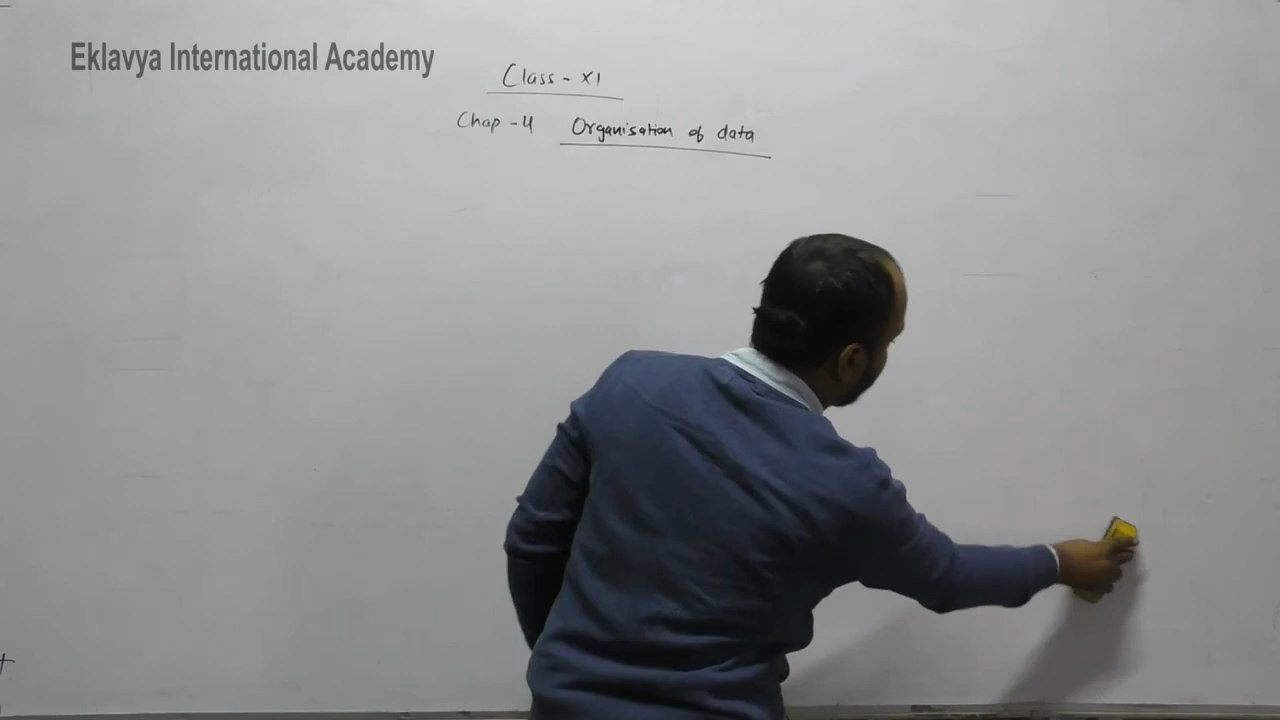 Eklavya International Academy
Class - XI
Chap - 4 Organisation of data